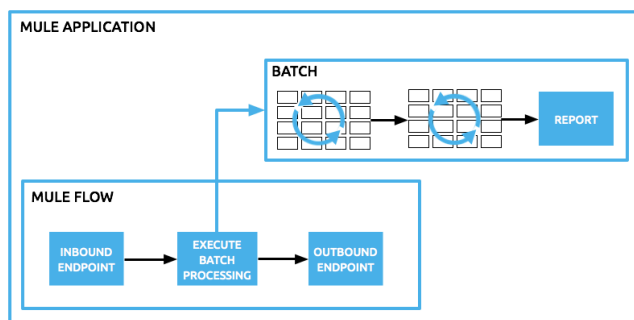 MULE APPLICATION
BATCH
REPORT
MULE FLOW
INBOUND
ENDPOINT
EXECUTE
BATCH
PROCESSING
OUTBOUND
ENDPOINT